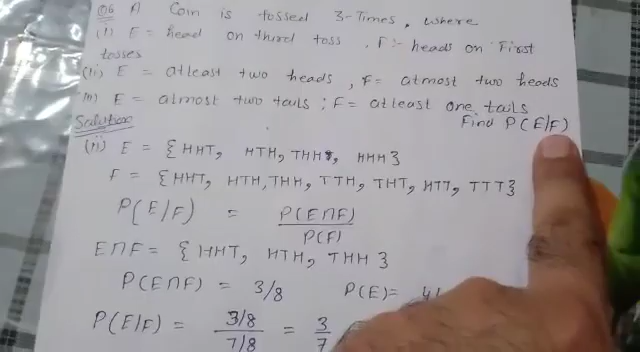 Q6 A Coin is tossed 3-Times, where
(i) E = head on third toss, F:- heads on First
tosses
(ii) E = atleast two heads, F= atmost two heads
iii) E = atmost two tails; F= atleast one tails
Find P(E|F)
Solution
(ii) E = {HHT, HTH, THH, HHH}
F = {HHT, HTH, THH, TTH, THT, HTT, TTT}
P(E/F) = P(E∩F)
P(F)
E∩F = {HHT, HTH, THH}
P(E∩F) = 3/8 P(E)= 4/
P(E/F) = 3/8 = 3
7/8 7